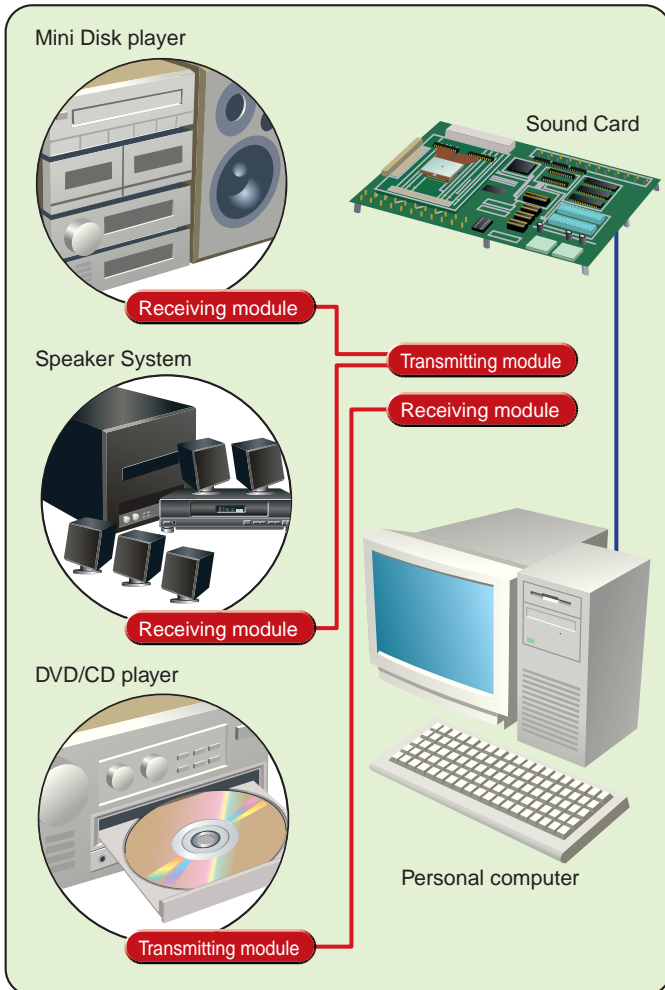 Mini Disk player
Sound Card
Receiving module
Speaker System
Transmitting module
Receiving module
Receiving module
DVD/CD player
Personal computer
Transmitting module